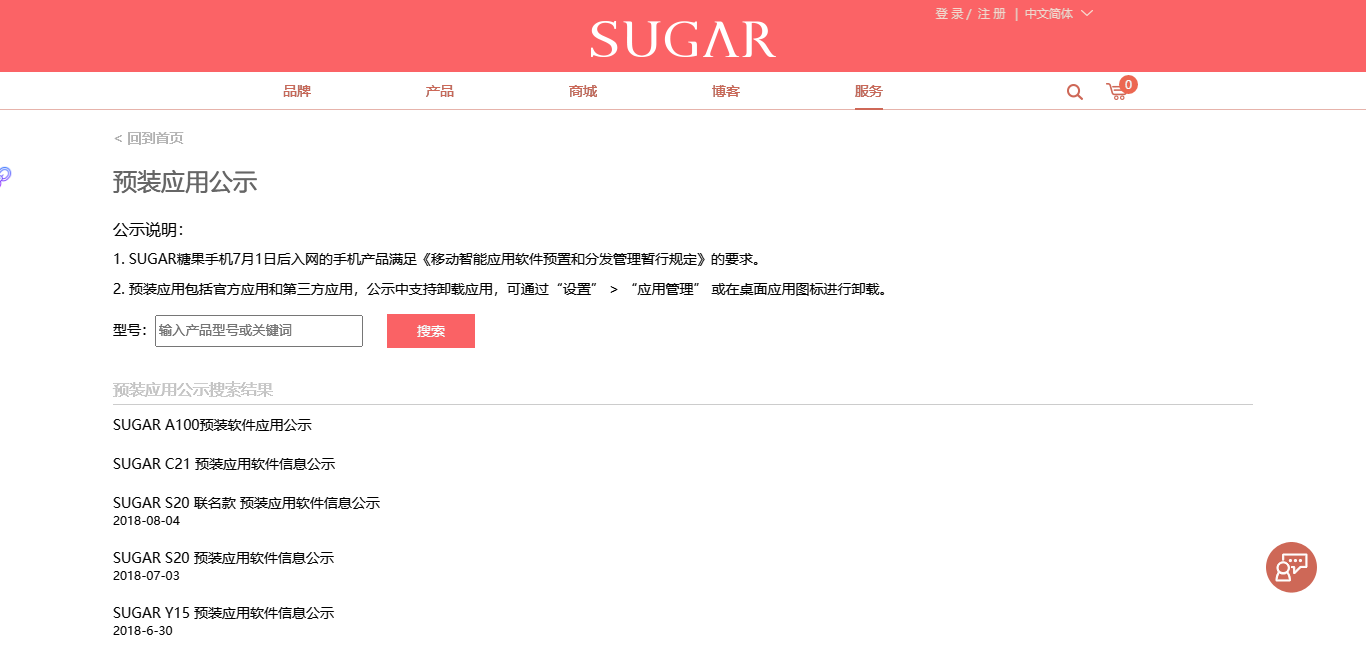 登 录 / 注 册 | 中文简体
SUGAR
品牌 产品 商城 博客 服务 0
< 回到首页
预装应用公示
公示说明：
1. SUGAR糖果手机7月1日后入网的手机产品满足《移动智能应用软件预置和分发管理暂行规定》的要求。
2. 预装应用包括官方应用和第三方应用，公示中支持卸载应用，可通过“设置” > “应用管理” 或在桌面应用图标进行卸载。
型号： 输入产品型号或关键词 搜索
预装应用公示搜索结果
SUGAR A100预装软件应用公示
SUGAR C21 预装应用软件信息公示
SUGAR S20 联名款 预装应用软件信息公示
2018-08-04
SUGAR S20 预装应用软件信息公示
2018-07-03
SUGAR Y15 预装应用软件信息公示
2018-6-30